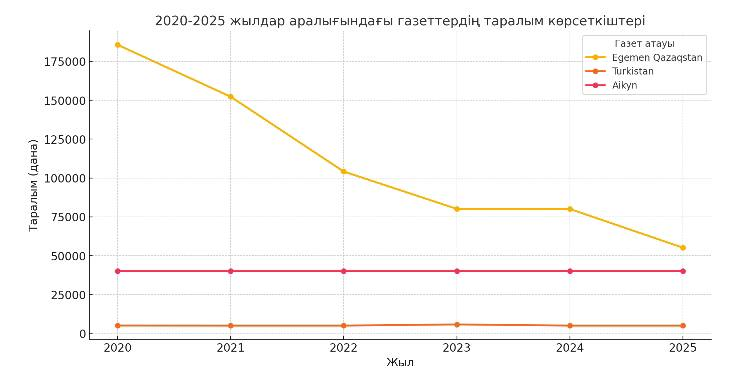 2020-2025 жылдар аралығындағы газеттердің таралым көрсеткіштері
Газет атауы
Egemen Qazaqstan
Turkistan
Aikyn
Таралым (дана)
175000
150000
125000
100000
75000
50000
25000
0
2020 2021 2022 2023 2024 2025
Жыл